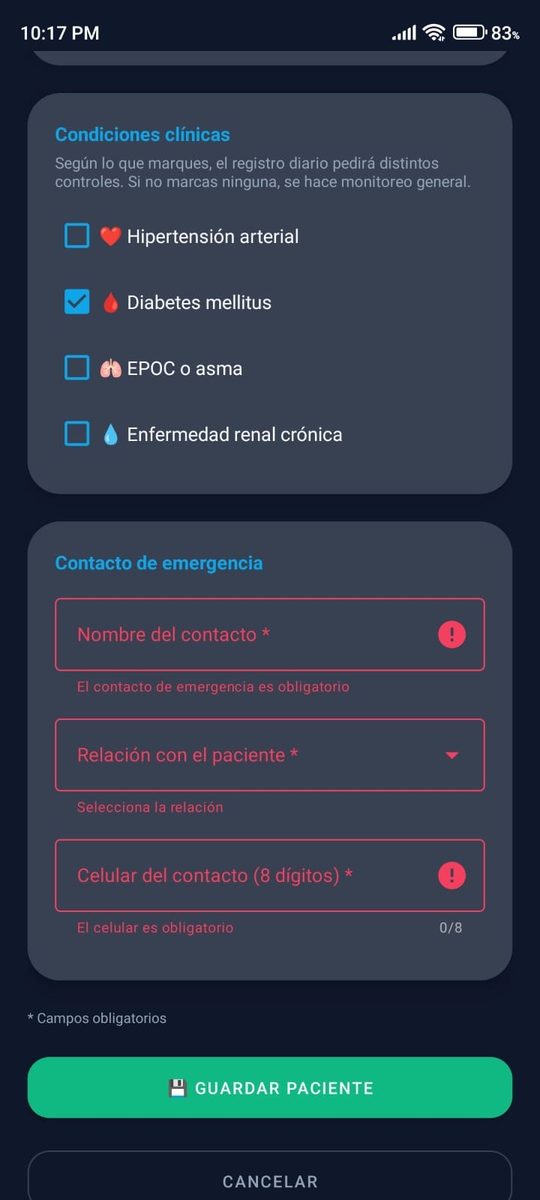 10:17 PM 83%
Condiciones clínicas
Según lo que marques, el registro diario pedirá distintos
controles. Si no marcas ninguna, se hace monitoreo general.
Hipertensión arterial
Diabetes mellitus
EPOC o asma
Enfermedad renal crónica
Contacto de emergencia
Nombre del contacto *
El contacto de emergencia es obligatorio
Relación con el paciente *
Selecciona la relación
Celular del contacto (8 dígitos) *
El celular es obligatorio 0/8
* Campos obligatorios
GUARDAR PACIENTE
CANCELAR